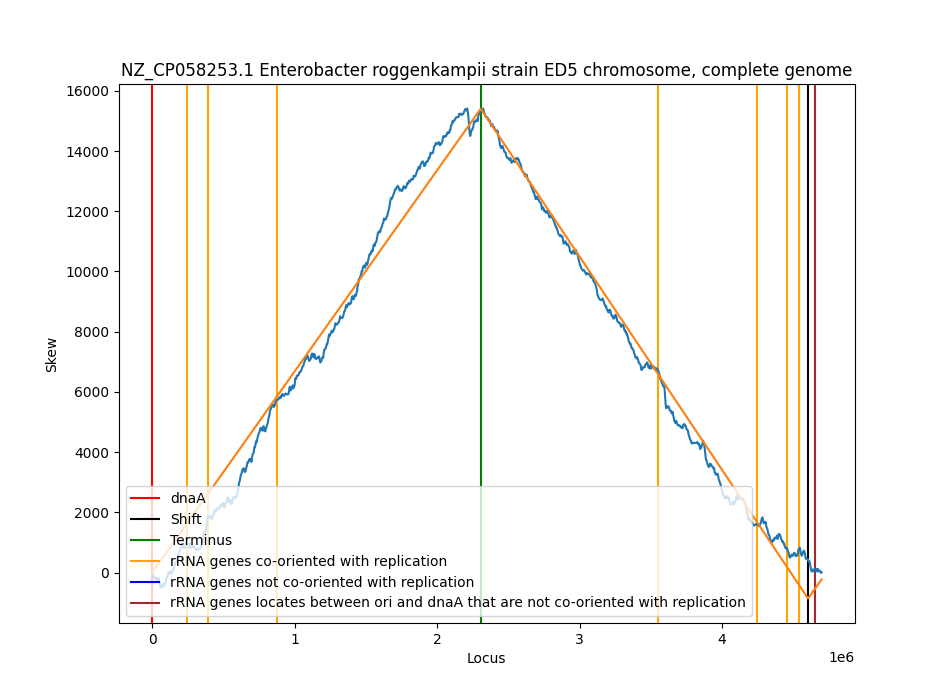 NZ_CP058253.1 Enterobacter roggenkampii strain ED5 chromosome, complete genome
16000
14000
12000
10000
8000
6000
4000
2000
0
Skew
dnaA
Shift
Terminus
rRNA genes co-oriented with replication
rRNA genes not co-oriented with replication
rRNA genes locates between ori and dnaA that are not co-oriented with replication
0 1 2 3 4
1e6
Locus